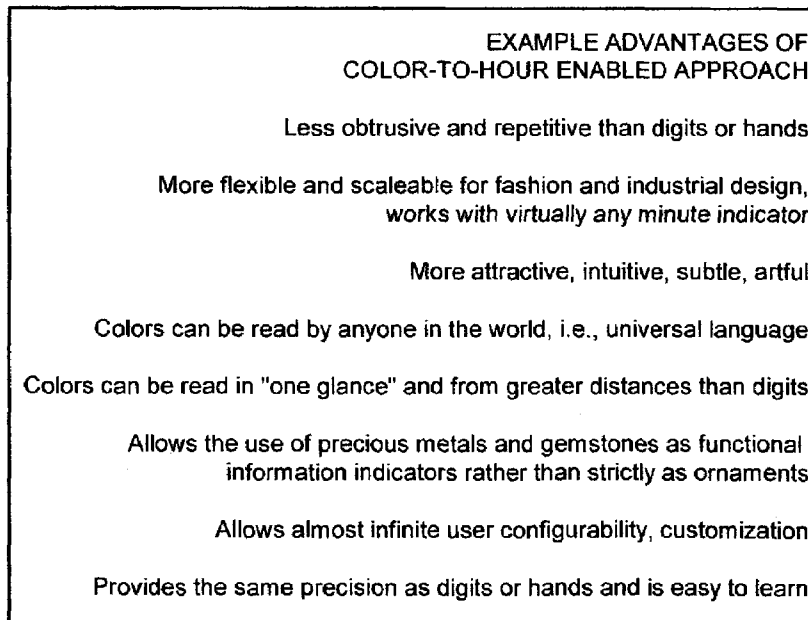 EXAMPLE ADVANTAGES OF
COLOR-TO-HOUR ENABLED APPROACH
Less obtrusive and repetitive than digits or hands
More flexible and scaleable for fashion and industrial design,
works with virtually any minute indicator
More attractive, intuitive, subtle, artful
Colors can be read by anyone in the world, i.e., universal language
Colors can be read in "one glance" and from greater distances than digits
Allows the use of precious metals and gemstones as functional
information indicators rather than strictly as ornaments
Allows almost infinite user configurability, customization
Provides the same precision as digits or hands and is easy to learn